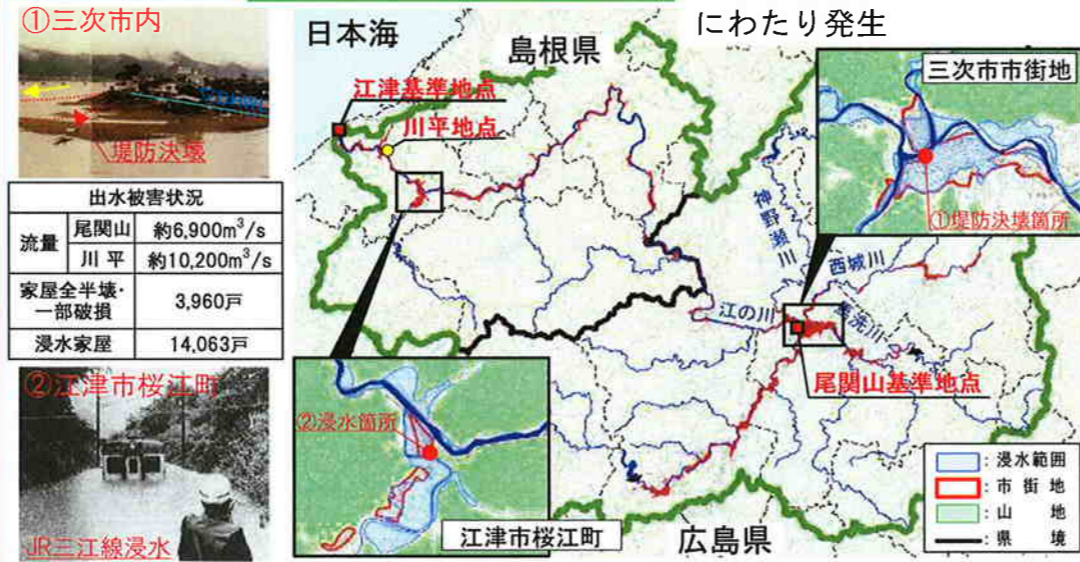 にわたり発生
①三次市内
堤防決壊
出水被害状況
流量
尾関山
約6,900m³/s
川平
約10,200m³/s
家屋全半壊・
一部破損
3,960戸
浸水家屋
14,063戸
②江津市桜江町
JR三江線浸水
日本海
島根県
江津基準地点
川平地点
三次市市街地
①堤防決壊箇所
神野瀬川
西城川
江の川
馬洗川
尾関山基準地点
②浸水箇所
江津市桜江町
広島県
：浸水範囲
：市街地
：山地
：県境